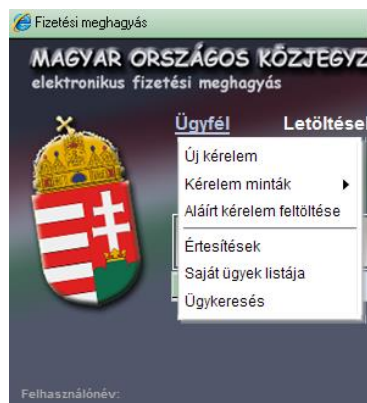 Fizetési meghagyás
MAGYAR ORSZÁGOS KÖZJEGYZ
elektronikus fizetési meghagyás
Ügyfél Letöltések
Új kérelem
Kérelem minták
Aláírt kérelem feltöltése
Értesítések
Saját ügyek listája
Ügykeresés
Felhasználónév: